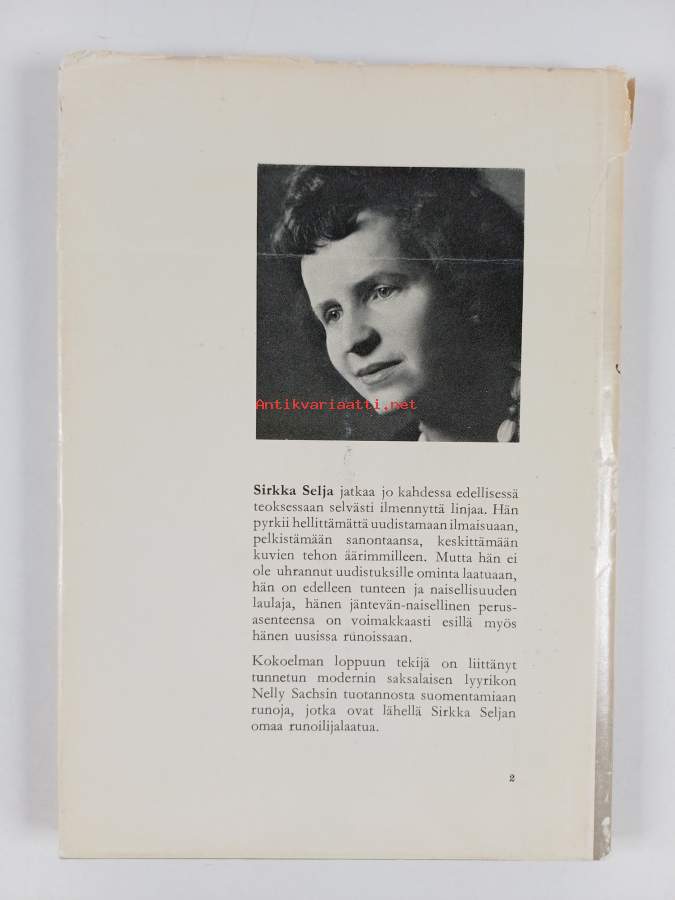 Antikvariaatti.net
Sirkka Selja jatkaa jo kahdessa edellisessä
teoksessaan selvästi ilmennyttä linjaa. Hän
pyrkii hellittämättä uudistamaan ilmaisuaan,
pelkistämään sanontaansa, keskittämään
kuvien tehon äärimmilleen. Mutta hän ei
ole uhrannut uudistuksille ominta laatuaan,
hän on edelleen tunteen ja naisellisuuden
laulaja, hänen jäntevän-naisellinen perus-
asenteensa on voimakkaasti esillä myös
hänen uusissa runoissaan.
Kokoelman loppuun tekijä on liittänyt
tunnetun modernin saksalaisen lyyrikon
Nelly Sachsin tuotannosta suomentamiaan
runoja, jotka ovat lähellä Sirkka Seljan
omaa runoilijalaatua.
2